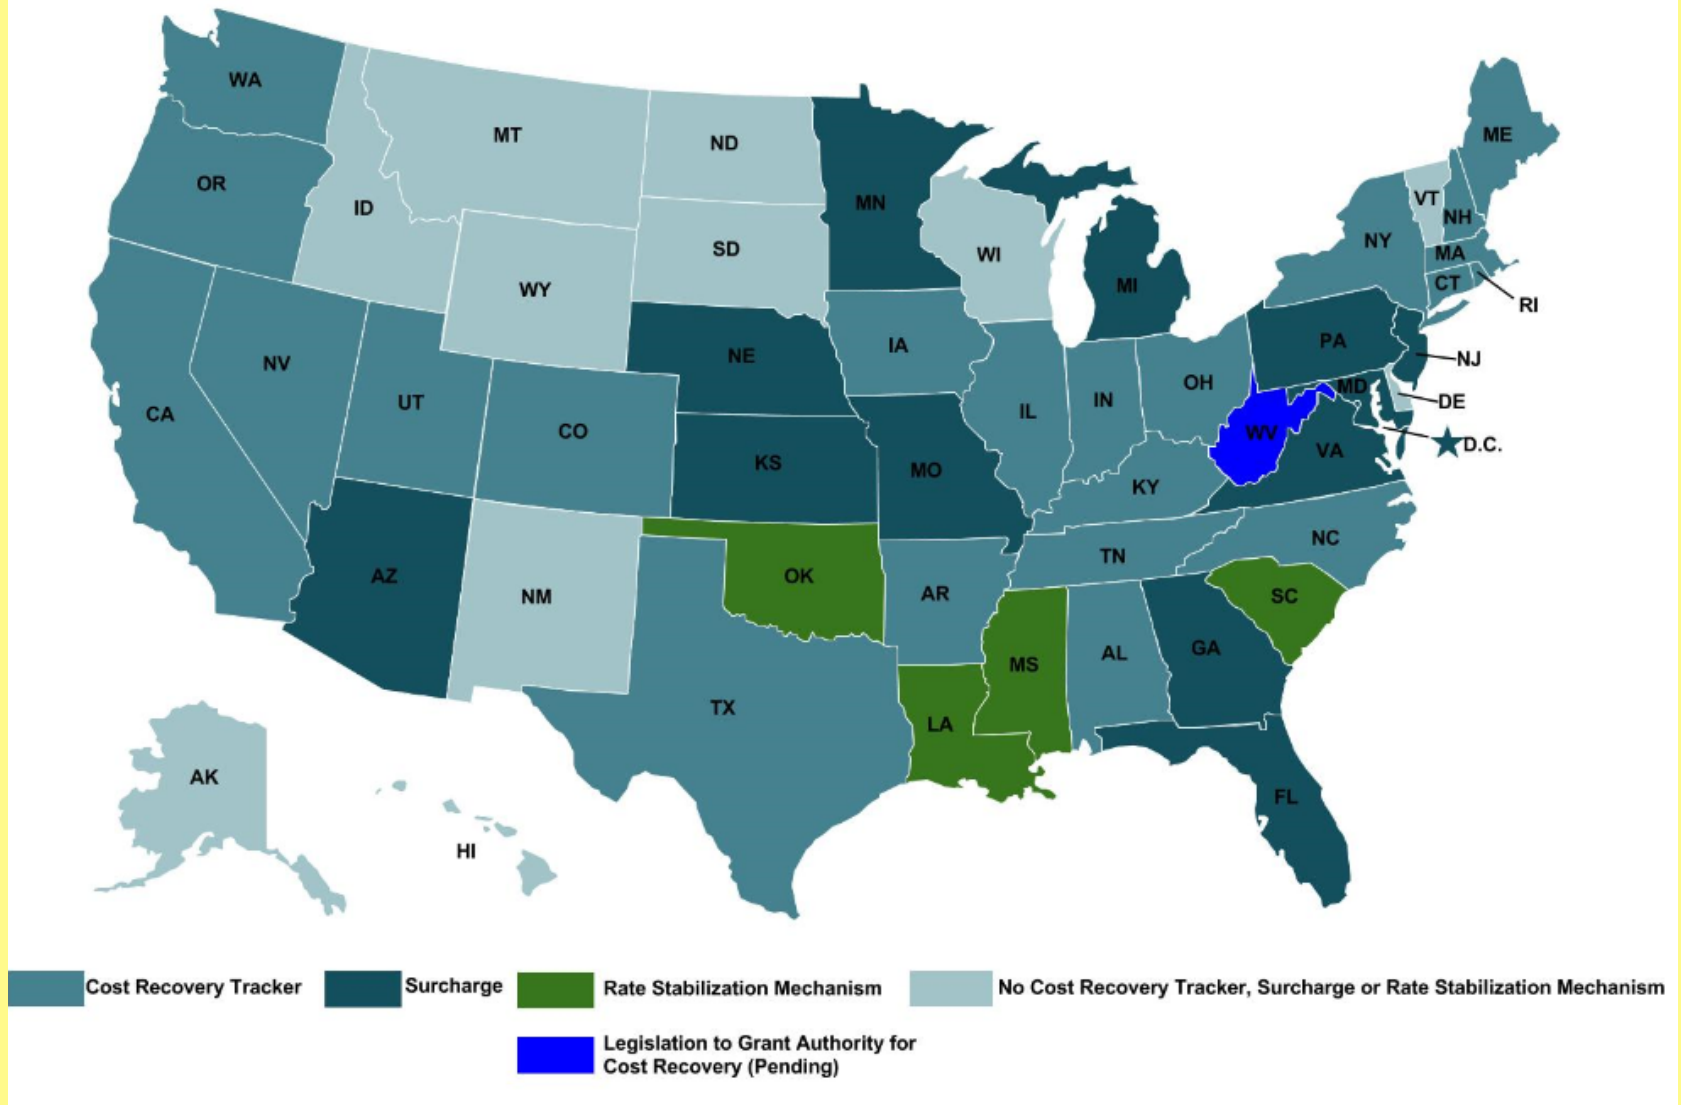 WA
MT
ND
MN
ME
OR
ID
SD
WI
MI
VT
NH
NY
MA
CT
RI
WY
NE
IA
PA
NJ
NV
CA
UT
CO
IL
IN
OH
MD
DE
WV
VA
D.C.
KS
MO
KY
NC
TN
AZ
NM
OK
AR
SC
MS
AL
GA
TX
LA
AK
FL
HI
Cost Recovery Tracker
Surcharge
Rate Stabilization Mechanism
No Cost Recovery Tracker, Surcharge or Rate Stabilization Mechanism
Legislation to Grant Authority for
Cost Recovery (Pending)